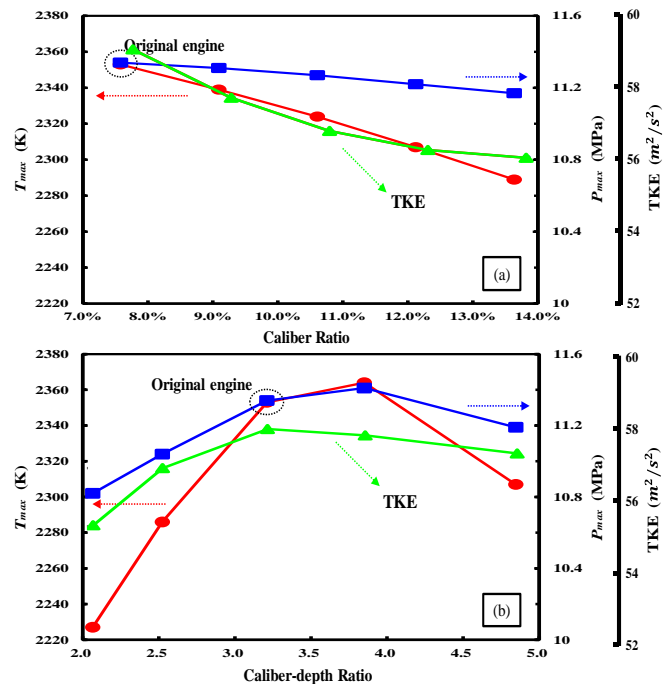 2380
2360
2340
2320
2300
2280
2260
2240
2220
T_max (K)
Original engine
TKE
(a)
11.6
11.2
10.8
10.4
10
P_max (MPa)
60
58
56
54
52
TKE (m²/s²)
7.0% 8.0% 9.0% 10.0% 11.0% 12.0% 13.0% 14.0%
Caliber Ratio
2380
2360
2340
2320
2300
2280
2260
2240
2220
T_max (K)
Original engine
TKE
(b)
11.6
11.2
10.8
10.4
10
P_max (MPa)
60
58
56
54
52
TKE (m²/s²)
2.0 2.5 3.0 3.5 4.0 4.5 5.0
Caliber-depth Ratio